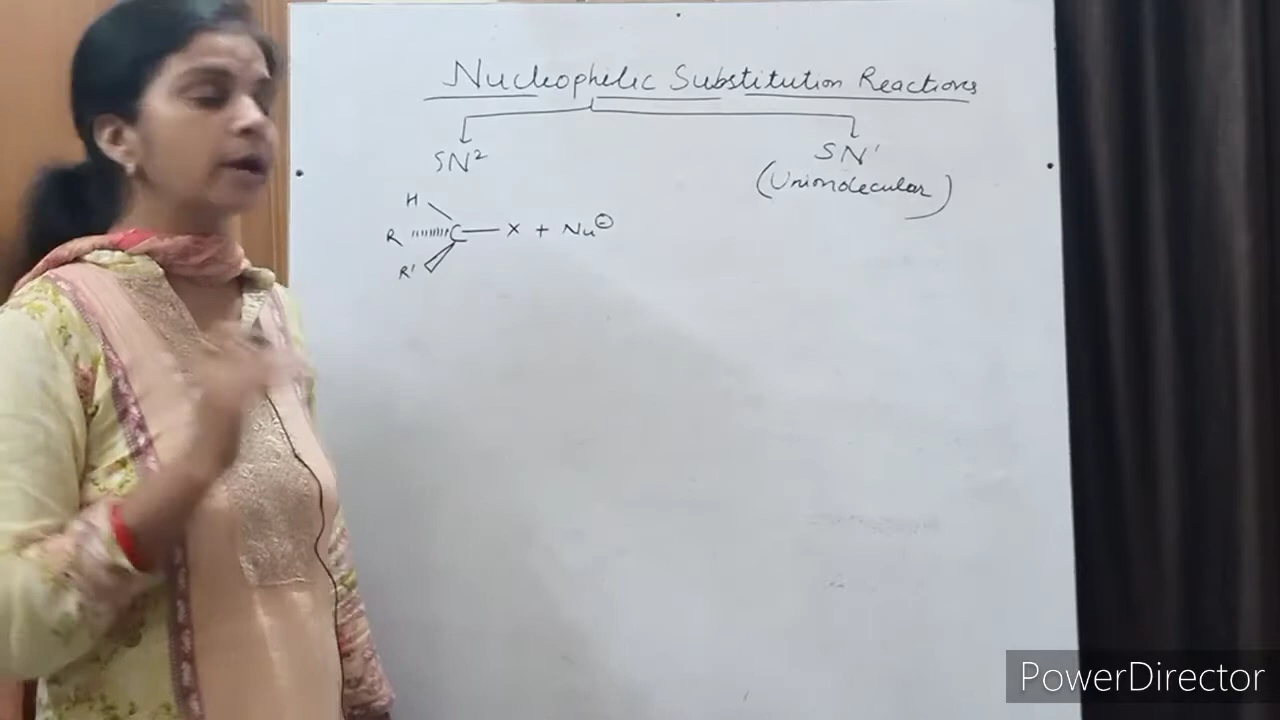 Nucleophilic Substitution Reactions
SN² SN¹
(Unimolecular)
H
R C X + Nu⊖
R'
PowerDirector